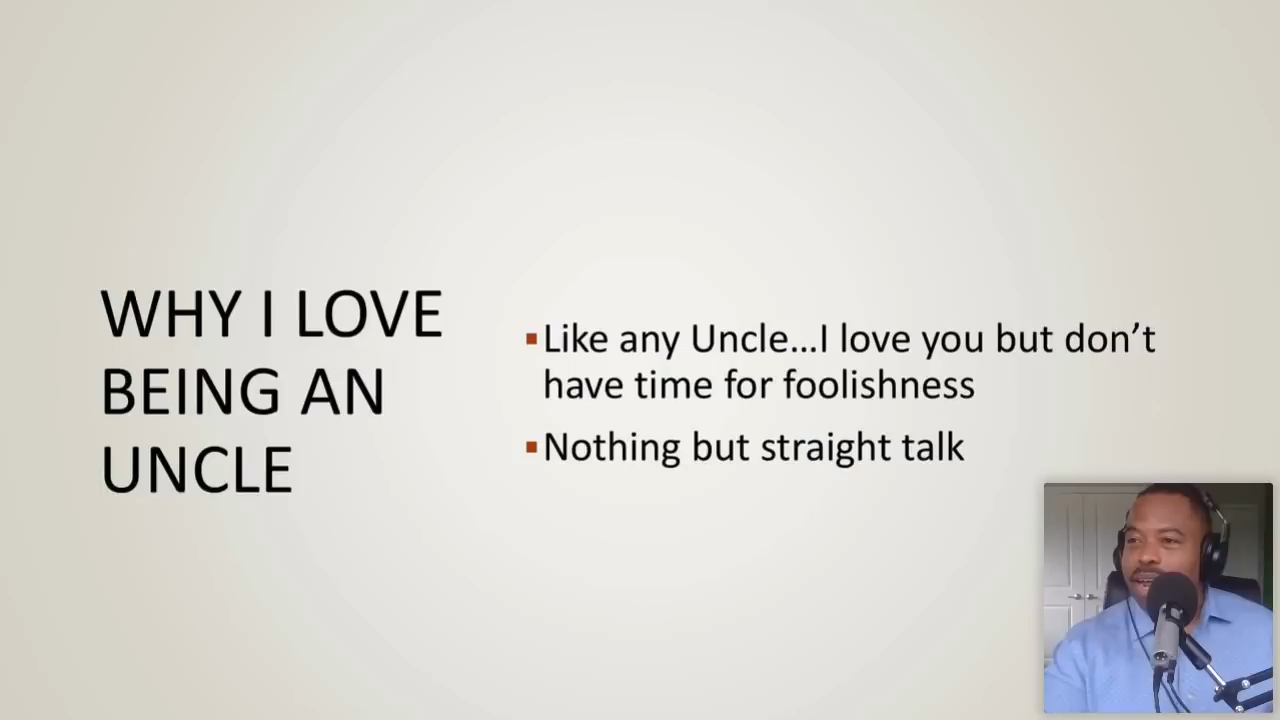 WHY I LOVE
BEING AN
UNCLE
Like any Uncle...I love you but don’t
have time for foolishness
Nothing but straight talk